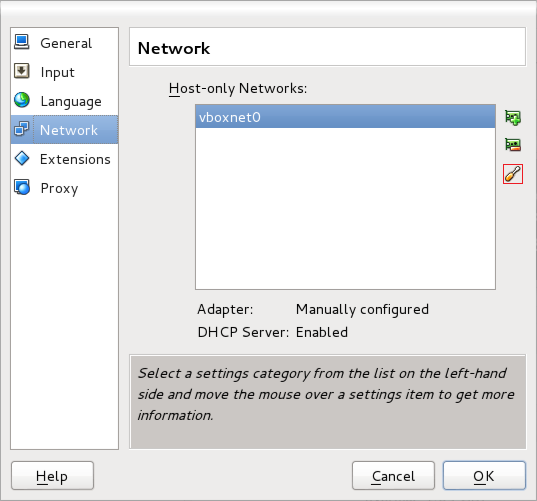 General
Input
Language
Network
Extensions
Proxy
Network
Host-only Networks:
vboxnet0
Adapter: Manually configured
DHCP Server: Enabled
Select a settings category from the list on the left-hand
side and move the mouse over a settings item to get more
information.
Help
Cancel
OK